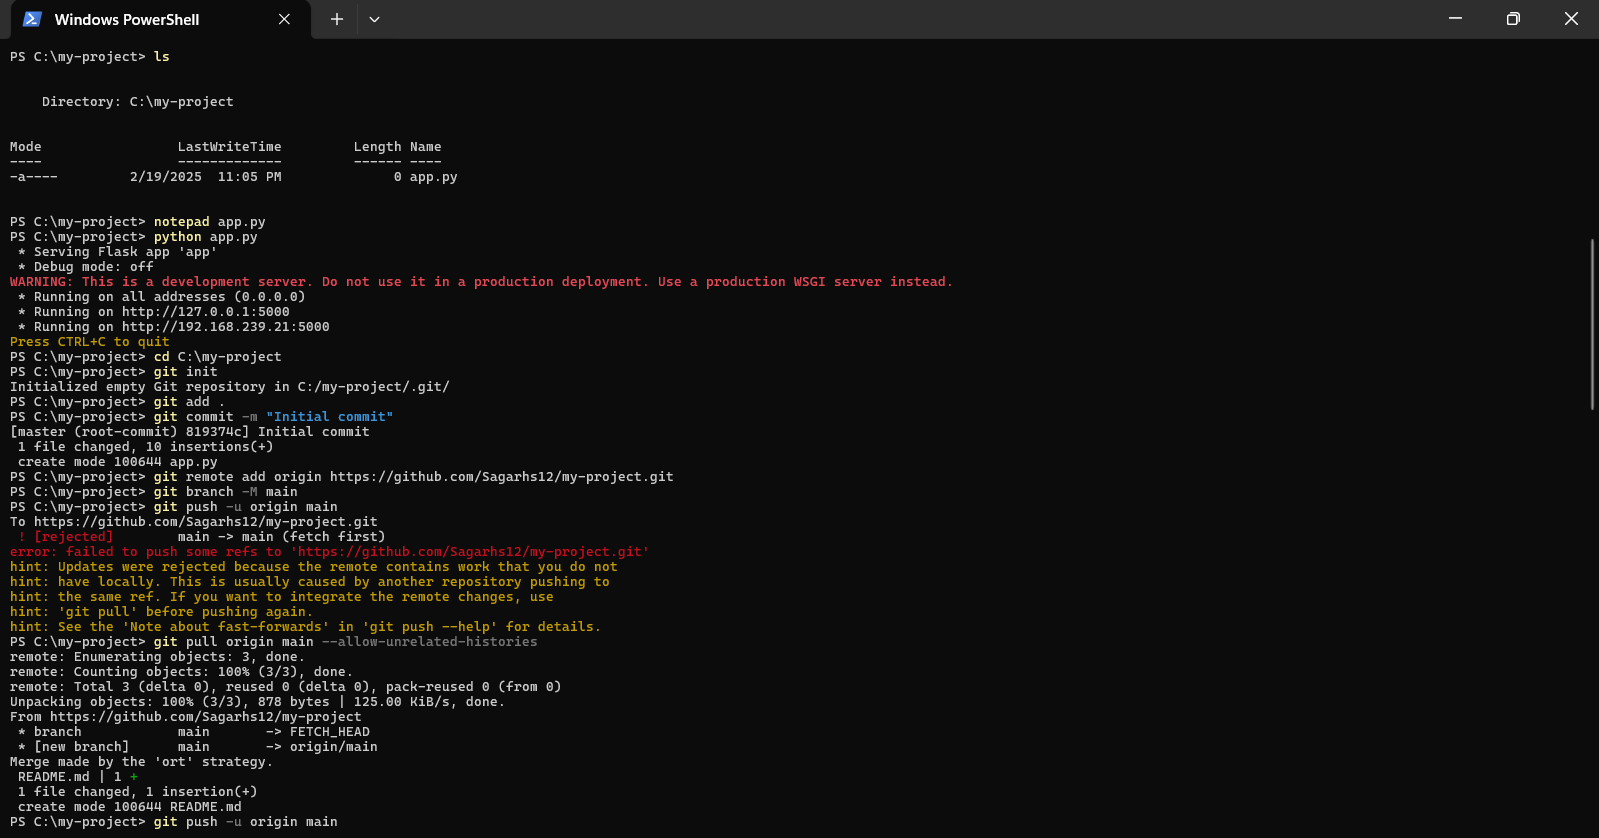 Windows PowerShell
PS C:\my-project> ls
Directory: C:\my-project
Mode                 LastWriteTime         Length Name
----                 -------------         ------ ----
-a----         2/19/2025  11:05 PM              0 app.py
PS C:\my-project> notepad app.py
PS C:\my-project> python app.py
 * Serving Flask app 'app'
 * Debug mode: off
WARNING: This is a development server. Do not use it in a production deployment. Use a production WSGI server instead.
 * Running on all addresses (0.0.0.0)
 * Running on http://127.0.0.1:5000
 * Running on http://192.168.239.21:5000
Press CTRL+C to quit
PS C:\my-project> cd C:\my-project
PS C:\my-project> git init
Initialized empty Git repository in C:/my-project/.git/
PS C:\my-project> git add .
PS C:\my-project> git commit -m "Initial commit"
[master (root-commit) 819374c] Initial commit
 1 file changed, 10 insertions(+)
 create mode 100644 app.py
PS C:\my-project> git remote add origin https://github.com/Sagarhs12/my-project.git
PS C:\my-project> git branch -M main
PS C:\my-project> git push -u origin main
To https://github.com/Sagarhs12/my-project.git
 ! [rejected]        main -> main (fetch first)
error: failed to push some refs to 'https://github.com/Sagarhs12/my-project.git'
hint: Updates were rejected because the remote contains work that you do not
hint: have locally. This is usually caused by another repository pushing to
hint: the same ref. If you want to integrate the remote changes, use
hint: 'git pull' before pushing again.
hint: See the 'Note about fast-forwards' in 'git push --help' for details.
PS C:\my-project> git pull origin main --allow-unrelated-histories
remote: Enumerating objects: 3, done.
remote: Counting objects: 100% (3/3), done.
remote: Total 3 (delta 0), reused 0 (delta 0), pack-reused 0 (from 0)
Unpacking objects: 100% (3/3), 878 bytes | 125.00 KiB/s, done.
From https://github.com/Sagarhs12/my-project
 * branch            main       -> FETCH_HEAD
 * [new branch]      main       -> origin/main
Merge made by the 'ort' strategy.
 README.md | 1 +
 1 file changed, 1 insertion(+)
 create mode 100644 README.md
PS C:\my-project> git push -u origin main